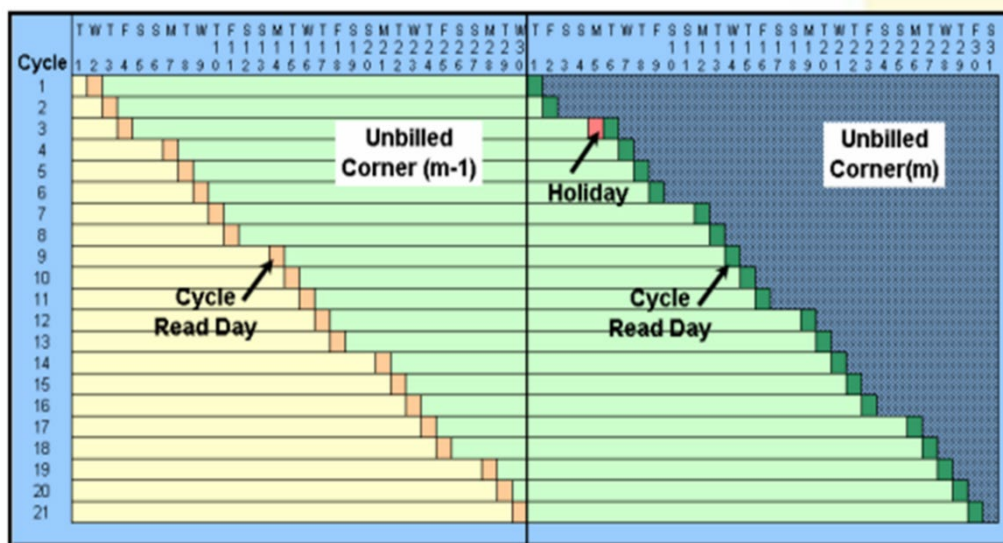 T W T F S S M T W T F S S M T W T F S S M T W T F S S M T W T F S S M T W T F S S M T W T F S S M T W T F S S M T W T F S
1 1 1 1 1 1 1 1 1 1 2 2 2 2 2 2 2 2 2 2 3 1 1 1 1 1 1 1 1 1 1 2 2 2 2 2 2 2 2 2 2 3 3
Cycle 1 2 3 4 5 6 7 8 9 0 1 2 3 4 5 6 7 8 9 0 1 2 3 4 5 6 7 8 9 0 1 2 3 4 5 6 7 8 9 0 1 2 3 4 5 6 7 8 9 0 1 2 3 4 5 6 7 8 9 0 1
1
2
3
4
5
6
7
8
9
10
11
12
13
14
15
16
17
18
19
20
21
Unbilled
Corner (m-1)
Holiday
Unbilled
Corner(m)
Cycle
Read Day
Cycle
Read Day